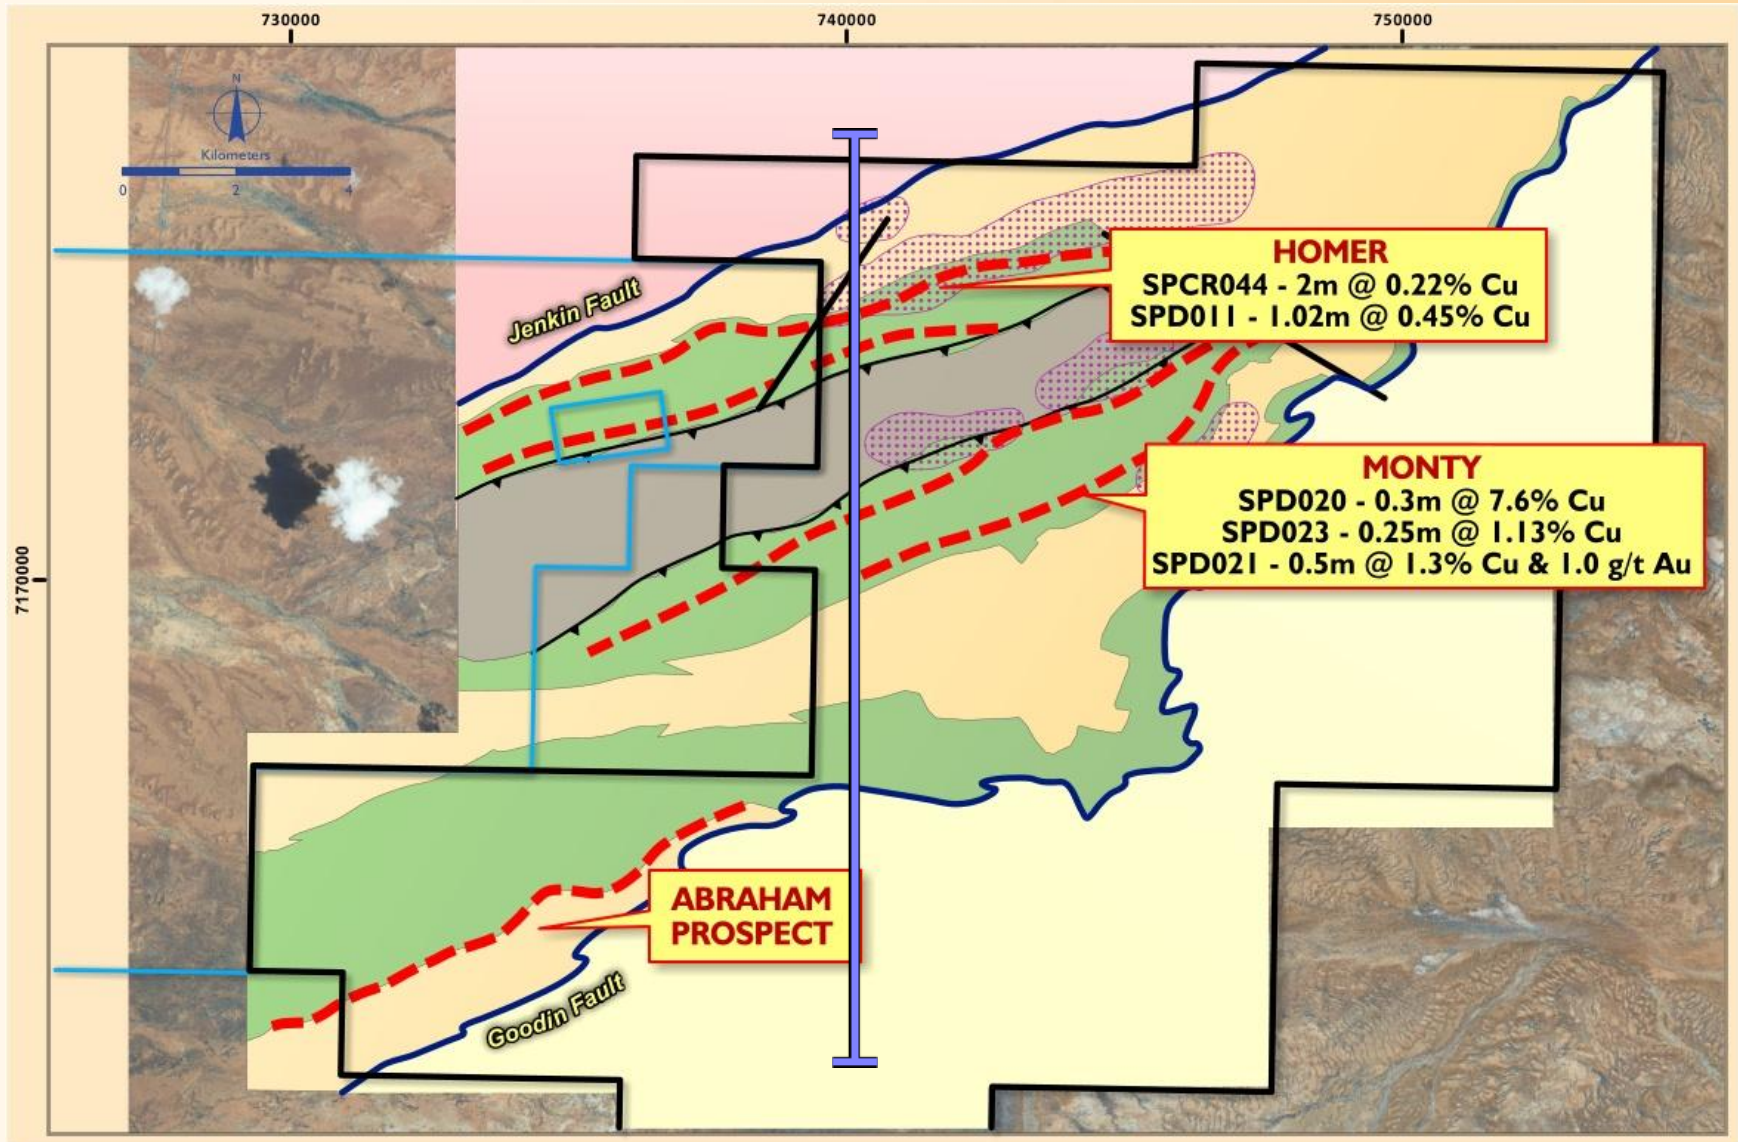 730000
740000
750000
N
Kilometers
0 2 4
HOMER
SPCR044 - 2m @ 0.22% Cu
SPD011 - 1.02m @ 0.45% Cu
Jenkin Fault
MONTY
SPD020 - 0.3m @ 7.6% Cu
SPD023 - 0.25m @ 1.13% Cu
SPD021 - 0.5m @ 1.3% Cu & 1.0 g/t Au
7170000
ABRAHAM
PROSPECT
Goodin Fault